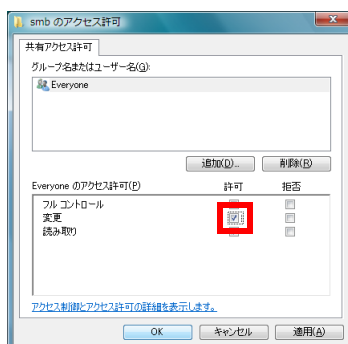 smb のアクセス許可
共有アクセス許可
グループ名またはユーザー名(G):
Everyone
追加(D)... 削除(R)
Everyone のアクセス許可(P) 許可 拒否
フル コントロール
変更
読み取り
アクセス制御とアクセス許可の詳細を表示します。
OK キャンセル 適用(A)